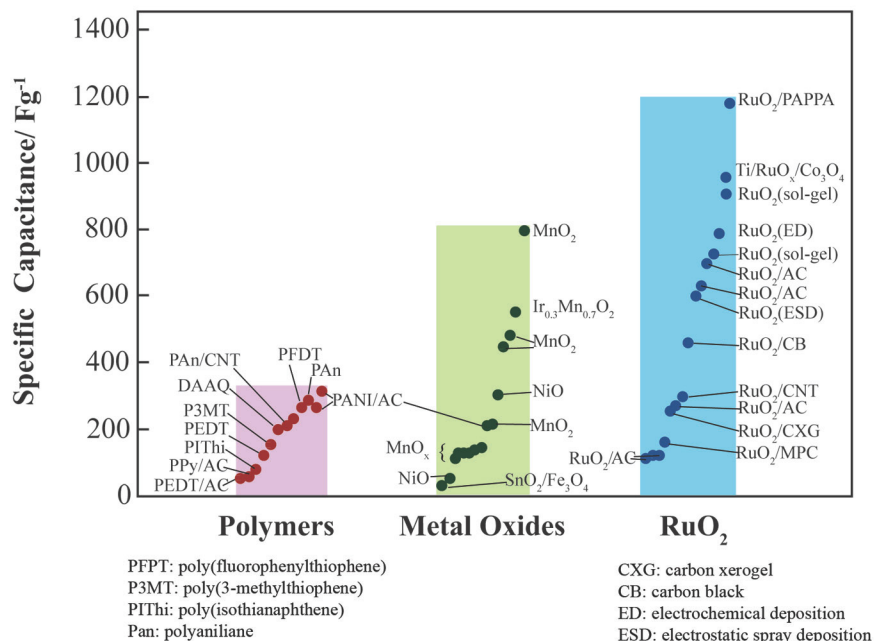 Specific Capacitance/ Fg⁻¹
1400
1200
1000
800
600
400
200
0
PAn/CNT
PFDT
PAn
DAAQ
P3MT
PANI/AC
PEDT
PIThi
PPy/AC
PEDT/AC
MnO₂
Ir₀.₃Mn₀.₇O₂
MnO₂
NiO
MnO₂
MnOₓ {
NiO
SnO₂/Fe₃O₄
RuO₂/PAPPA
Ti/RuOₓ/Co₃O₄
RuO₂(sol-gel)
RuO₂(ED)
RuO₂(sol-gel)
RuO₂/AC
RuO₂/AC
RuO₂(ESD)
RuO₂/CB
RuO₂/CNT
RuO₂/AC
RuO₂/CXG
RuO₂/MPC
RuO₂/AC
Polymers
Metal Oxides
RuO₂
PFPT: poly(fluorophenylthiophene)
P3MT: poly(3-methylthiophene)
PIThi: poly(isothianaphthene)
Pan: polyaniliane
CXG: carbon xerogel
CB: carbon black
ED: electrochemical deposition
ESD: electrostatic spray deposition